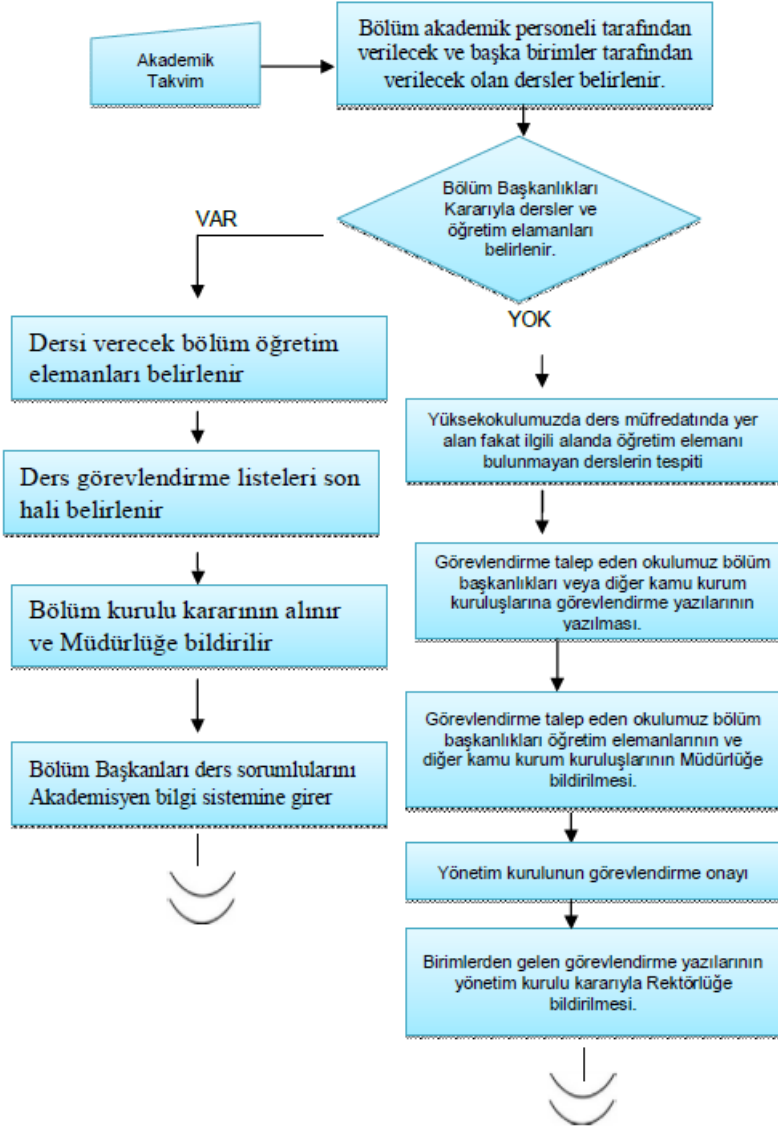 Akademik
Takvim
Bölüm akademik personeli tarafından
verilecek ve başka birimler tarafından
verilecek olan dersler belirlenir.
Bölüm Başkanlıkları
Kararıyla dersler ve
öğretim elamanları
belirlenir.
VAR
YOK
Dersi verecek bölüm öğretim
elemanları belirlenir
Ders görevlendirme listeleri son
hali belirlenir
Bölüm kurulu kararının alınır
ve Müdürlüğe bildirilir
Bölüm Başkanları ders sorumlularını
Akademisyen bilgi sistemine girer
Yüksekokulumuzda ders müfredatında yer
alan fakat ilgili alanda öğretim elemanı
bulunmayan derslerin tespiti
Görevlendirme talep eden okulumuz bölüm
başkanlıkları veya diğer kamu kurum
kuruluşlarına görevlendirme yazılarının
yazılması.
Görevlendirme talep eden okulumuz bölüm
başkanlıkları öğretim elemanlarının ve
diğer kamu kurum kuruluşlarının Müdürlüğe
bildirilmesi.
Yönetim kurulunun görevlendirme onayı
Birimlerden gelen görevlendirme yazılarının
yönetim kurulu kararıyla Rektörlüğe
bildirilmesi.